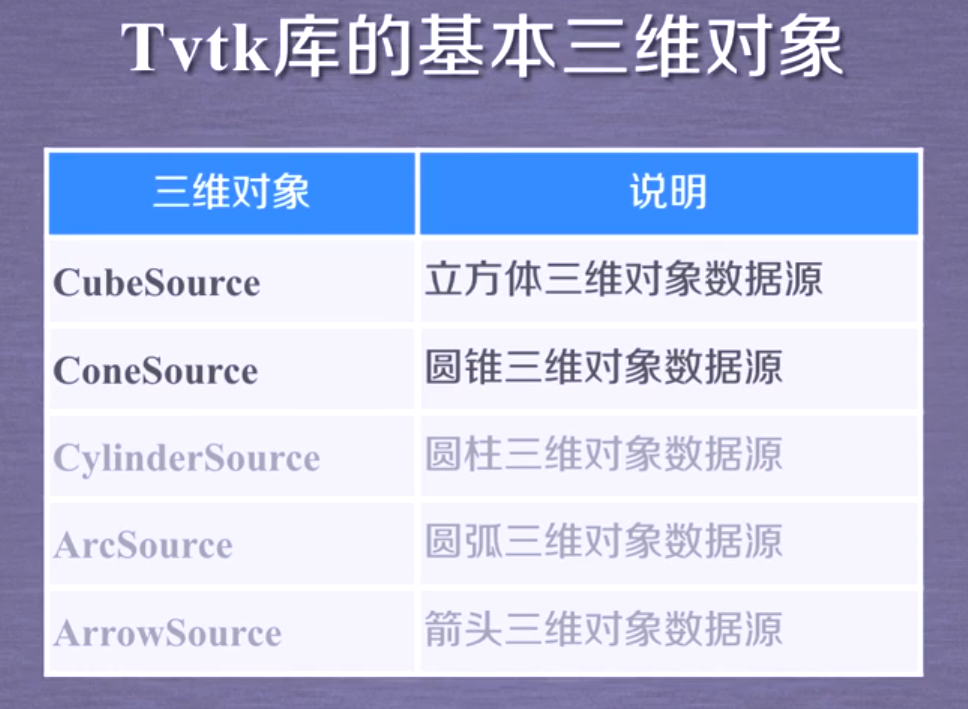 Tvtk库的基本三维对象
三维对象 说明
CubeSource 立方体三维对象数据源
ConeSource 圆锥三维对象数据源
CylinderSource 圆柱三维对象数据源
ArcSource 圆弧三维对象数据源
ArrowSource 箭头三维对象数据源